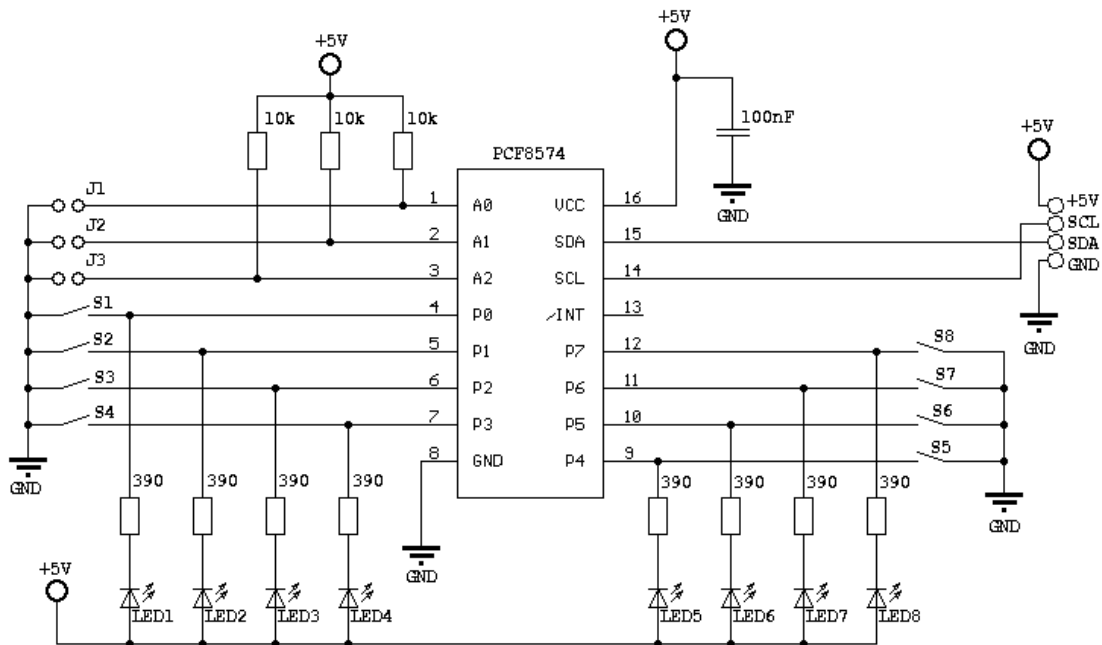 +5V
+5V
10k 10k 10k
100nF
+5V
PCF8574
GND
J1 1 A0 VCC 16 +5V
SCL
J2 2 A1 SDA 15 SDA
J3 3 A2 SCL 14 GND
S1 4 P0 /INT 13
GND
S2 5 P1 P7 12 S8
S3 6 P2 P6 11 S7
S4 7 P3 P5 10 S6
8 GND P4 9 S5
GND
390 390 390 390 390 390 390 390
GND
GND
+5V
LED1 LED2 LED3 LED4 LED5 LED6 LED7 LED8